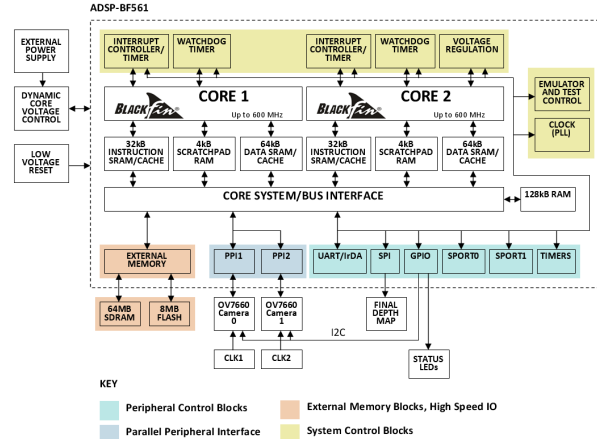 ADSP-BF561
EXTERNAL
POWER
SUPPLY
INTERRUPT
CONTROLLER/
TIMER
WATCHDOG
TIMER
INTERRUPT
CONTROLLER/
TIMER
WATCHDOG
TIMER
VOLTAGE
REGULATION
EMULATOR
AND TEST
CONTROL
CLOCK
(PLL)
DYNAMIC
CORE
VOLTAGE
CONTROL
BLACKFin
CORE 1
Up to 600 MHz
BLACKFin
CORE 2
Up to 600 MHz
LOW
VOLTAGE
RESET
32kB
INSTRUCTION
SRAM/CACHE
4kB
SCRATCHPAD
RAM
64kB
DATA SRAM/
CACHE
32kB
INSTRUCTION
SRAM/CACHE
4kB
SCRATCHPAD
RAM
64kB
DATA SRAM/
CACHE
CORE SYSTEM/BUS INTERFACE
128kB RAM
EXTERNAL
MEMORY
PPI1
PPI2
UART/IrDA
SPI
GPIO
SPORT0
SPORT1
TIMERS
64MB
SDRAM
8MB
FLASH
OV7660
Camera
0
OV7660
Camera
1
FINAL
DEPTH
MAP
I2C
CLK1
CLK2
STATUS
LEDs
KEY
Peripheral Control Blocks
External Memory Blocks, High Speed IO
Parallel Peripheral Interface
System Control Blocks